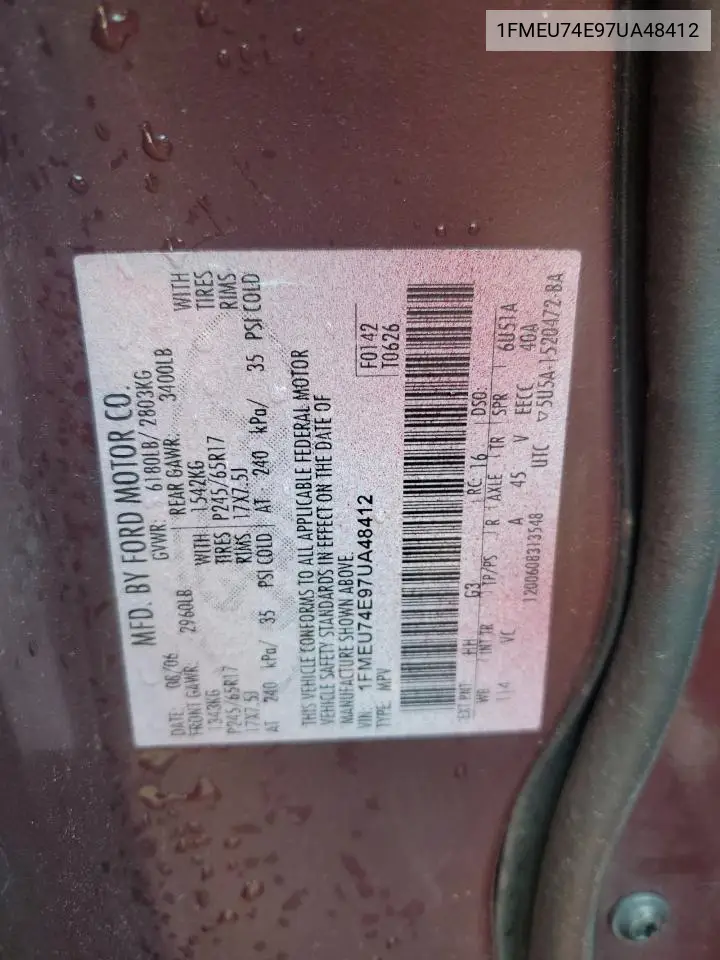 1FMEU74E97UA48412
MFD. BY FORD MOTOR CO.
DATE: 08/06 GVWR: 6180LB/2803KG
FRONT GAWR: 2960LB REAR GAWR: 3400LB
1343KG WITH 1542KG WITH
P245/65R17 TIRES P245/65R17 TIRES
17X7.5J RIMS 17X7.5J RIMS
AT 240 kPa/ 35 PSI COLD AT 240 kPa/ 35 PSI COLD
THIS VEHICLE CONFORMS TO ALL APPLICABLE FEDERAL MOTOR
VEHICLE SAFETY STANDARDS IN EFFECT ON THE DATE OF
MANUFACTURE SHOWN ABOVE.
VIN: 1FMEU74E97UA48412 F0142
TYPE: MPV T0626
EXT PNT: HH G3 RC: 16 DSO:
WB INT TR TP/PS R AXLE TR SPR 6U51A
114 VC A 45 V EECC 40A
1200608313548 UTC ▽5U5A-1520472-BA